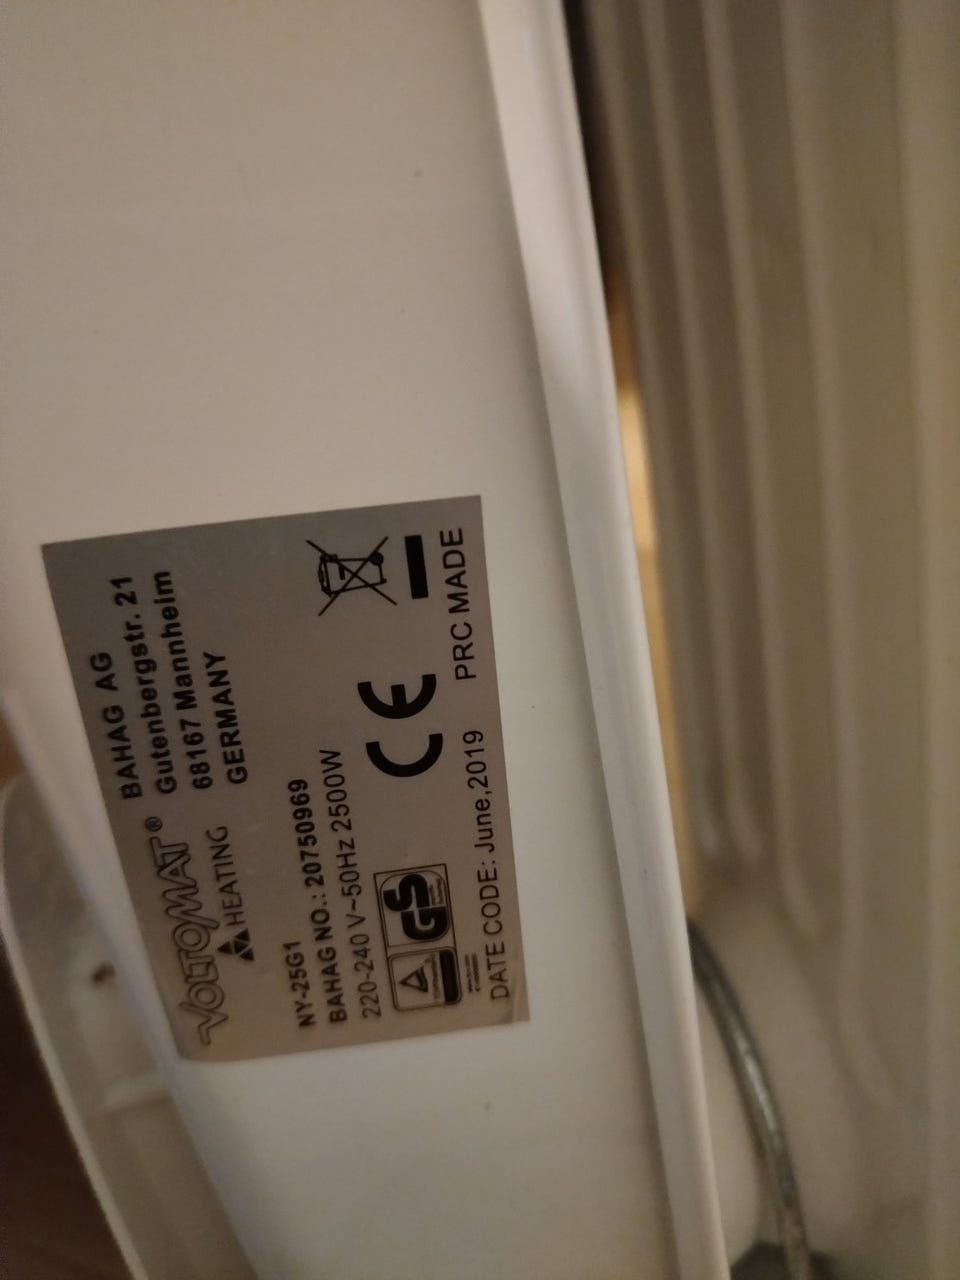 VOLTOMAT®
HEATING
BAHAG AG
Gutenbergstr. 21
68167 Mannheim
GERMANY
NY-25G1
BAHAG NO.: 20750969
220-240 V~50Hz 2500W
GS
CE
DATE CODE: June,2019 PRC MADE